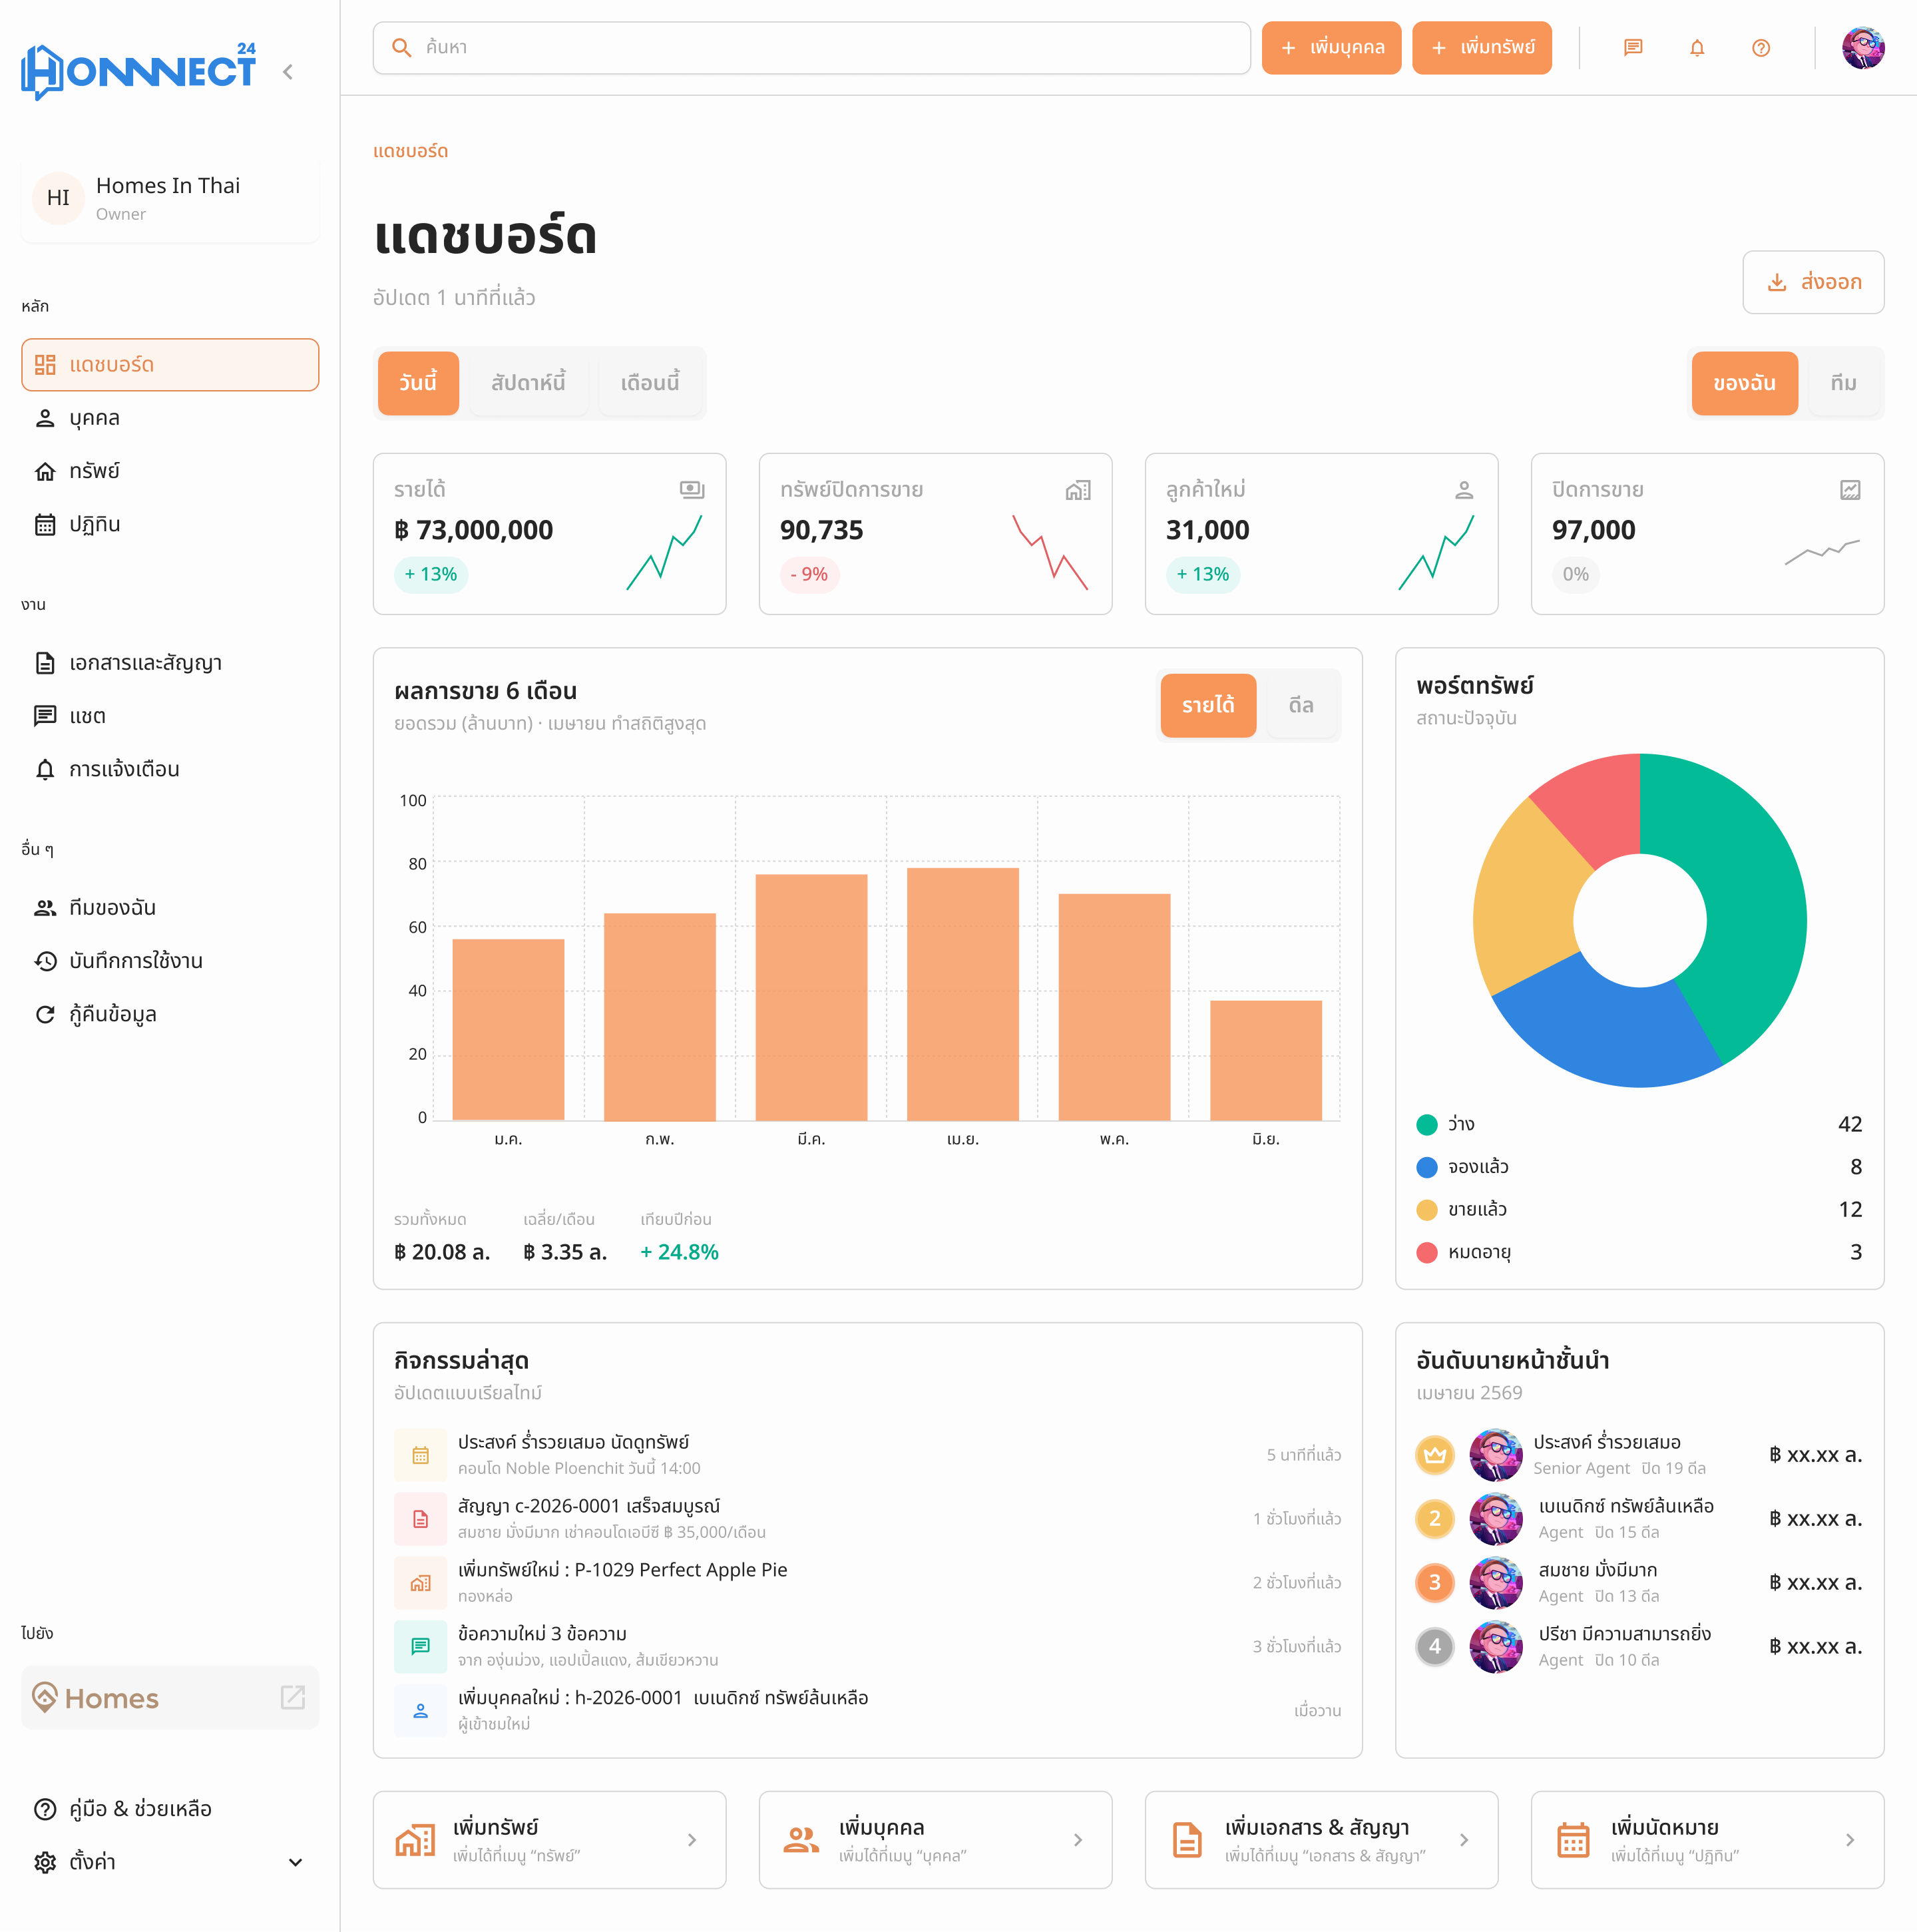 HONNNECT 24
HI
Homes In Thai
Owner
หลัก
แดชบอร์ด
บุคคล
ทรัพย์
ปฏิทิน
งาน
เอกสารและสัญญา
แชต
การแจ้งเตือน
อื่น ๆ
ทีมของฉัน
บันทึกการใช้งาน
กู้คืนข้อมูล
ไปยัง
Homes
คู่มือ & ช่วยเหลือ
ตั้งค่า
ค้นหา
+ เพิ่มบุคคล
+ เพิ่มทรัพย์
แดชบอร์ด
แดชบอร์ด
อัปเดต 1 นาทีที่แล้ว
ส่งออก
วันนี้ สัปดาห์นี้ เดือนนี้
ของฉัน ทีม
รายได้
฿ 73,000,000
+ 13%
ทรัพย์ปิดการขาย
90,735
- 9%
ลูกค้าใหม่
31,000
+ 13%
ปิดการขาย
97,000
0%
ผลการขาย 6 เดือน
ยอดรวม (ล้านบาท) · เมษายน ทำสถิติสูงสุด
รายได้ ดีล
100
80
60
40
20
0
ม.ค. ก.พ. มี.ค. เม.ย. พ.ค. มิ.ย.
รวมทั้งหมด
฿ 20.08 ล.
เฉลี่ย/เดือน
฿ 3.35 ล.
เทียบปีก่อน
+ 24.8%
พอร์ตทรัพย์
สถานะปัจจุบัน
ว่าง 42
จองแล้ว 8
ขายแล้ว 12
หมดอายุ 3
กิจกรรมล่าสุด
อัปเดตแบบเรียลไทม์
ประสงค์ ร่ำรวยเสมอ นัดดูทรัพย์
คอนโด Noble Ploenchit วันนี้ 14:00
5 นาทีที่แล้ว
สัญญา c-2026-0001 เสร็จสมบูรณ์
สมชาย มั่งมีมาก เช่าคอนโดเอบีซี ฿ 35,000/เดือน
1 ชั่วโมงที่แล้ว
เพิ่มทรัพย์ใหม่ : P-1029 Perfect Apple Pie
ทองหล่อ
2 ชั่วโมงที่แล้ว
ข้อความใหม่ 3 ข้อความ
จาก องุ่นม่วง, แอปเปิ้ลแดง, ส้มเขียวหวาน
3 ชั่วโมงที่แล้ว
เพิ่มบุคคลใหม่ : h-2026-0001 เบเนดิกซ์ ทรัพย์ล้นเหลือ
ผู้เข้าชมใหม่
เมื่อวาน
อันดับนายหน้าชั้นนำ
เมษายน 2569
ประสงค์ ร่ำรวยเสมอ
Senior Agent ปิด 19 ดีล
฿ xx.xx ล.
2
เบเนดิกซ์ ทรัพย์ล้นเหลือ
Agent ปิด 15 ดีล
฿ xx.xx ล.
3
สมชาย มั่งมีมาก
Agent ปิด 13 ดีล
฿ xx.xx ล.
4
ปรีชา มีความสามารถยิ่ง
Agent ปิด 10 ดีล
฿ xx.xx ล.
เพิ่มทรัพย์
เพิ่มได้ที่เมนู “ทรัพย์”
เพิ่มบุคคล
เพิ่มได้ที่เมนู “บุคคล”
เพิ่มเอกสาร & สัญญา
เพิ่มได้ที่เมนู “เอกสาร & สัญญา”
เพิ่มนัดหมาย
เพิ่มได้ที่เมนู “ปฏิทิน”